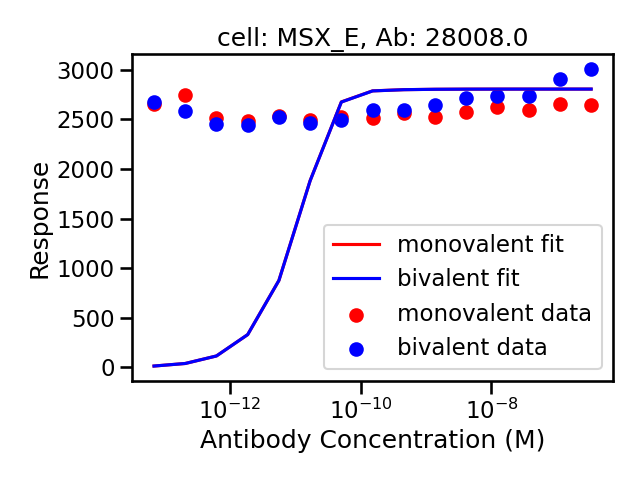 cell: MSX_E, Ab: 28008.0
3000
2500
2000
1500
1000
500
0
Response
monovalent fit
bivalent fit
monovalent data
bivalent data
10⁻¹² 10⁻¹⁰ 10⁻⁸
Antibody Concentration (M)